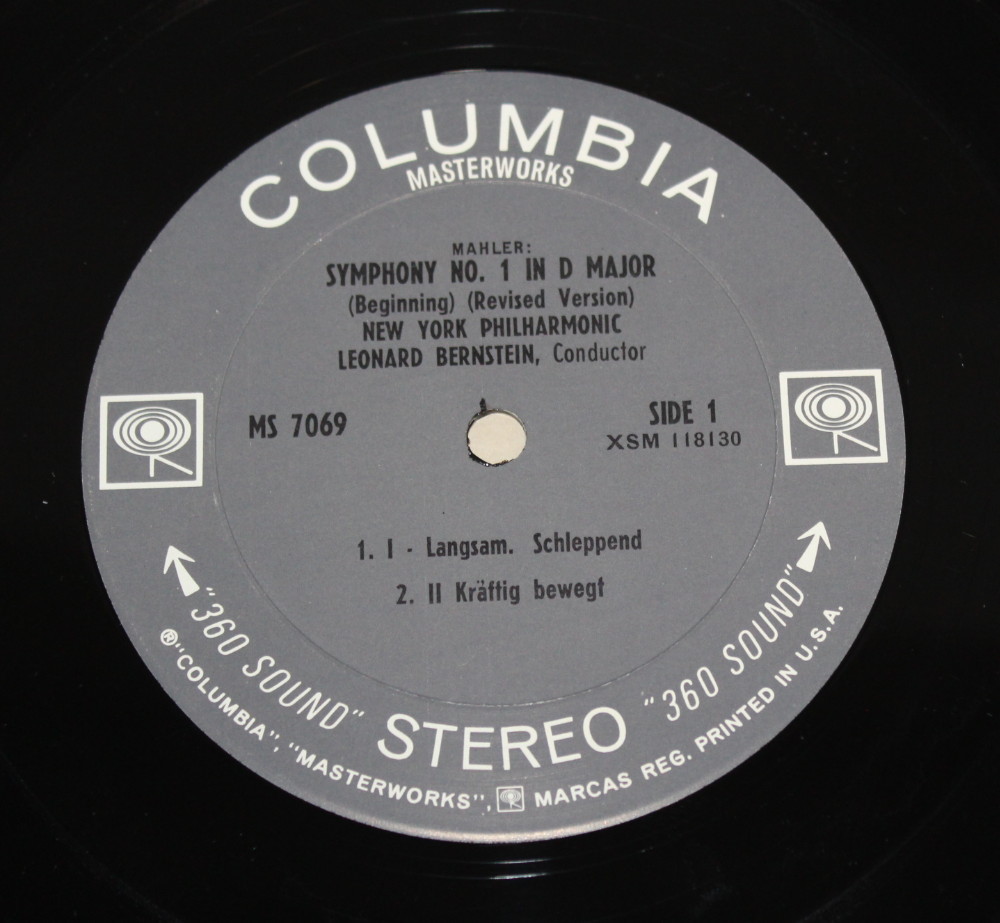 COLUMBIA
MASTERWORKS
MAHLER:
SYMPHONY NO. 1 IN D MAJOR
(Beginning) (Revised Version)
NEW YORK PHILHARMONIC
LEONARD BERNSTEIN, Conductor
MS 7069
SIDE 1
XSM 118130
1. I - Langsam. Schleppend
2. II Kräftig bewegt
"360 SOUND" STEREO "360 SOUND"
®"COLUMBIA", "MASTERWORKS", MARCAS REG. PRINTED IN U.S.A.